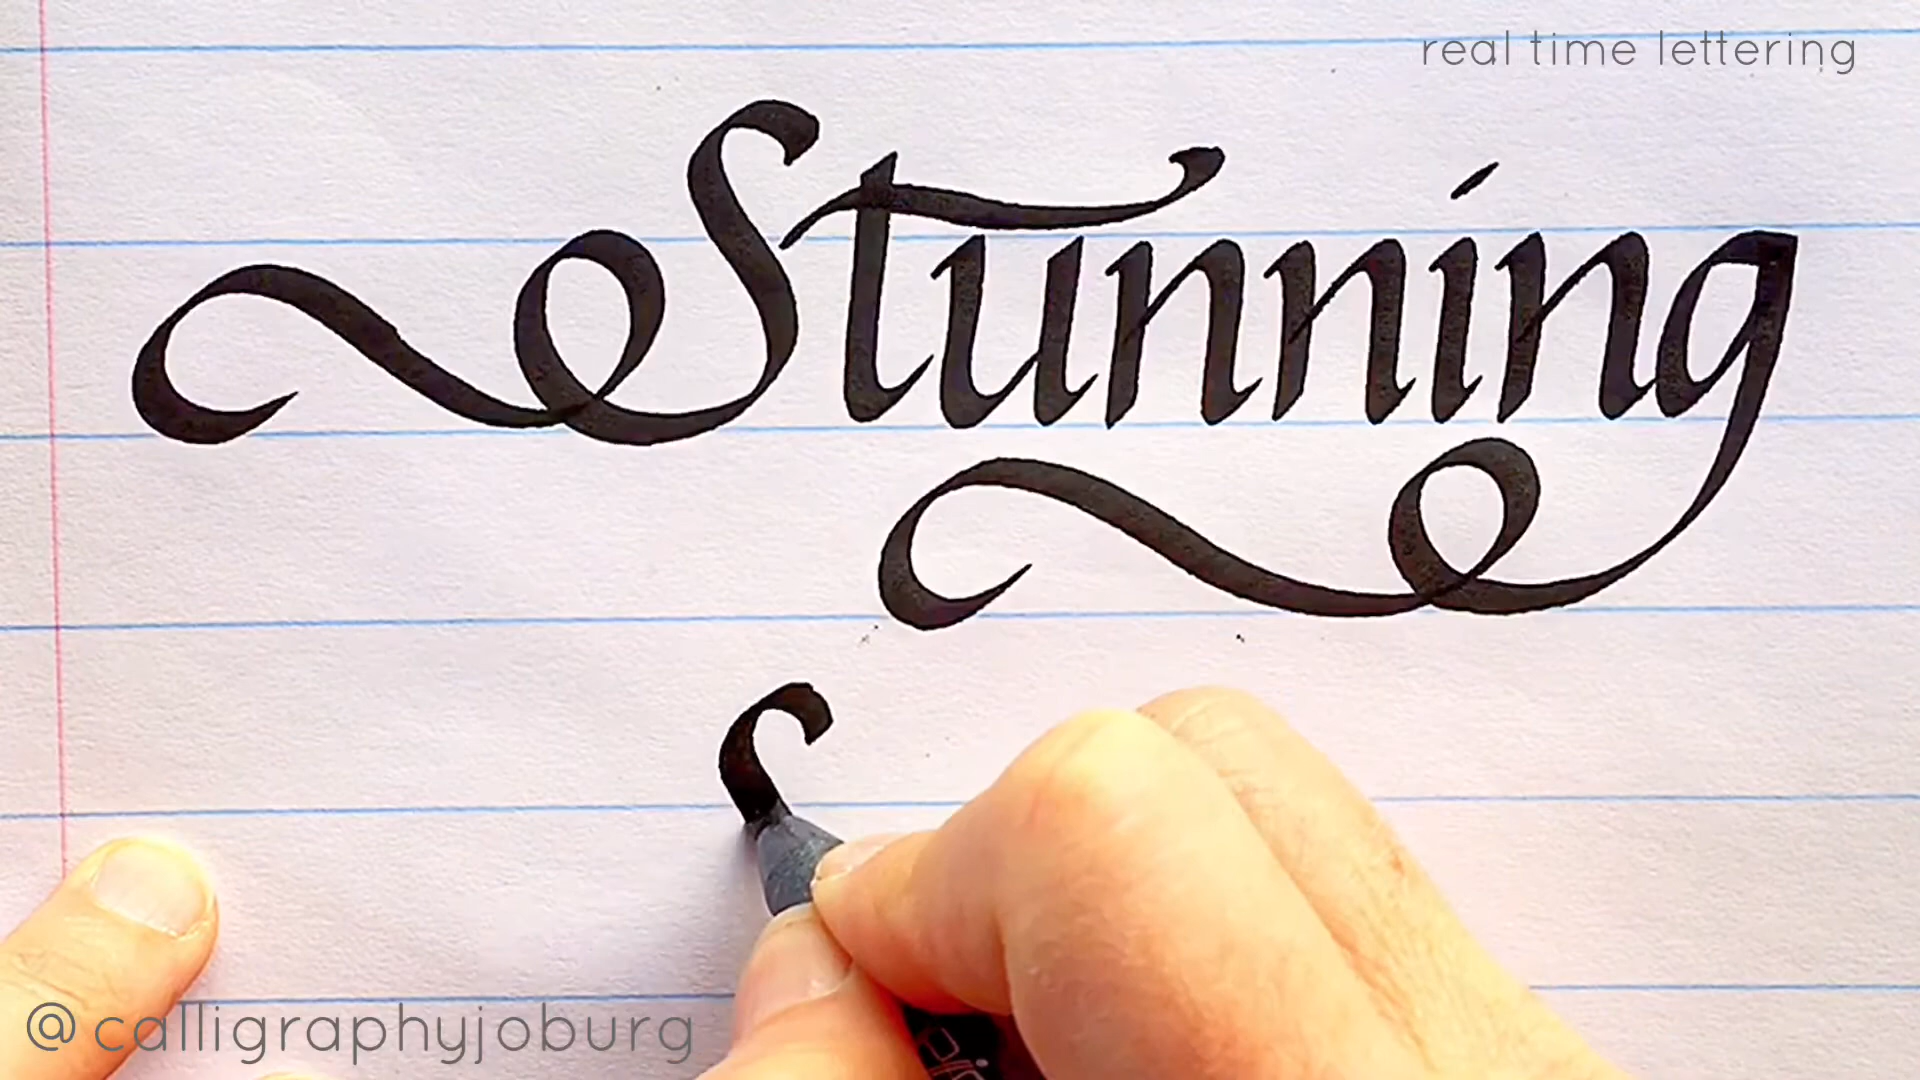 real time lettering
Stunning
S
@calligraphyjoburg